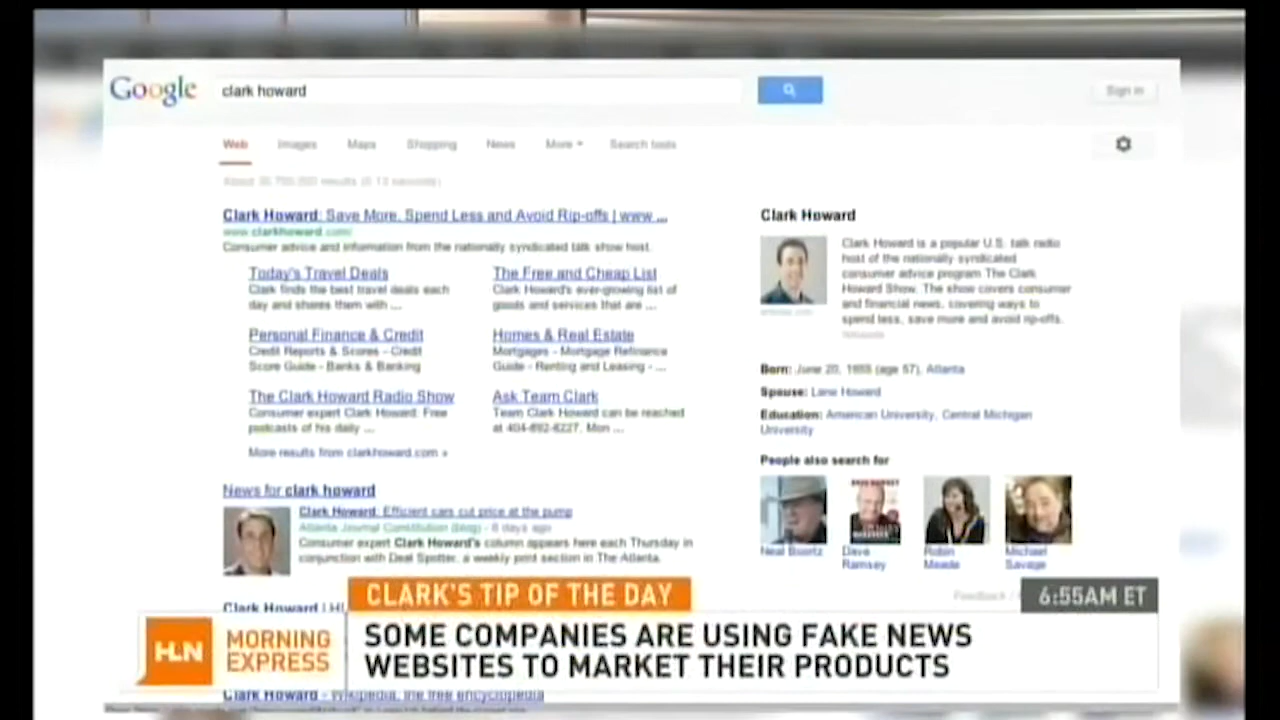 Google
clark howard
Sign in
Web Images Maps Shopping News More Search tools
Clark Howard: Save More, Spend Less and Avoid Rip-offs | www ...
www.clarkhoward.com/
Consumer advice and information from the nationally syndicated talk show host.
Today's Travel Deals
Clark finds the best travel deals each
day and shares them with ...
The Free and Cheap List
Clark Howard's ever-growing list of
goods and services that are ...
Personal Finance & Credit
Credit Reports & Scores - Credit
Score Guide - Banks & Banking
Homes & Real Estate
Mortgages - Mortgage Refinance
Guide - Renting and Leasing - ...
The Clark Howard Radio Show
Consumer expert Clark Howard. Free
podcasts of his daily ...
Ask Team Clark
Team Clark Howard can be reached
at 404-892-8227, Mon ...
More results from clarkhoward.com »
News for clark howard
Clark Howard: Efficient cars cut price at the pump
Atlanta Journal Constitution (blog) - 6 days ago
Consumer expert Clark Howard's column appears here each Thursday in
conjunction with Deal Spotter, a weekly print section in The Atlanta.
Clark Howard | HL
Clark Howard - Wikipedia, the free encyclopedia
Clark Howard
Clark Howard is a popular U.S. talk radio
host of the nationally syndicated
consumer advice program The Clark
Howard Show. The show covers consumer
and financial news, covering ways to
spend less, save more and avoid rip-offs.
Wikipedia
Born: June 20, 1955 (age 57), Atlanta
Spouse: Lane Howard
Education: American University, Central Michigan
University
People also search for
Neal Boortz
Dave
Ramsey
Robin
Meade
Michael
Savage
Feedback /
CLARK'S TIP OF THE DAY
6:55AM ET
HLN
MORNING
EXPRESS
SOME COMPANIES ARE USING FAKE NEWS
WEBSITES TO MARKET THEIR PRODUCTS